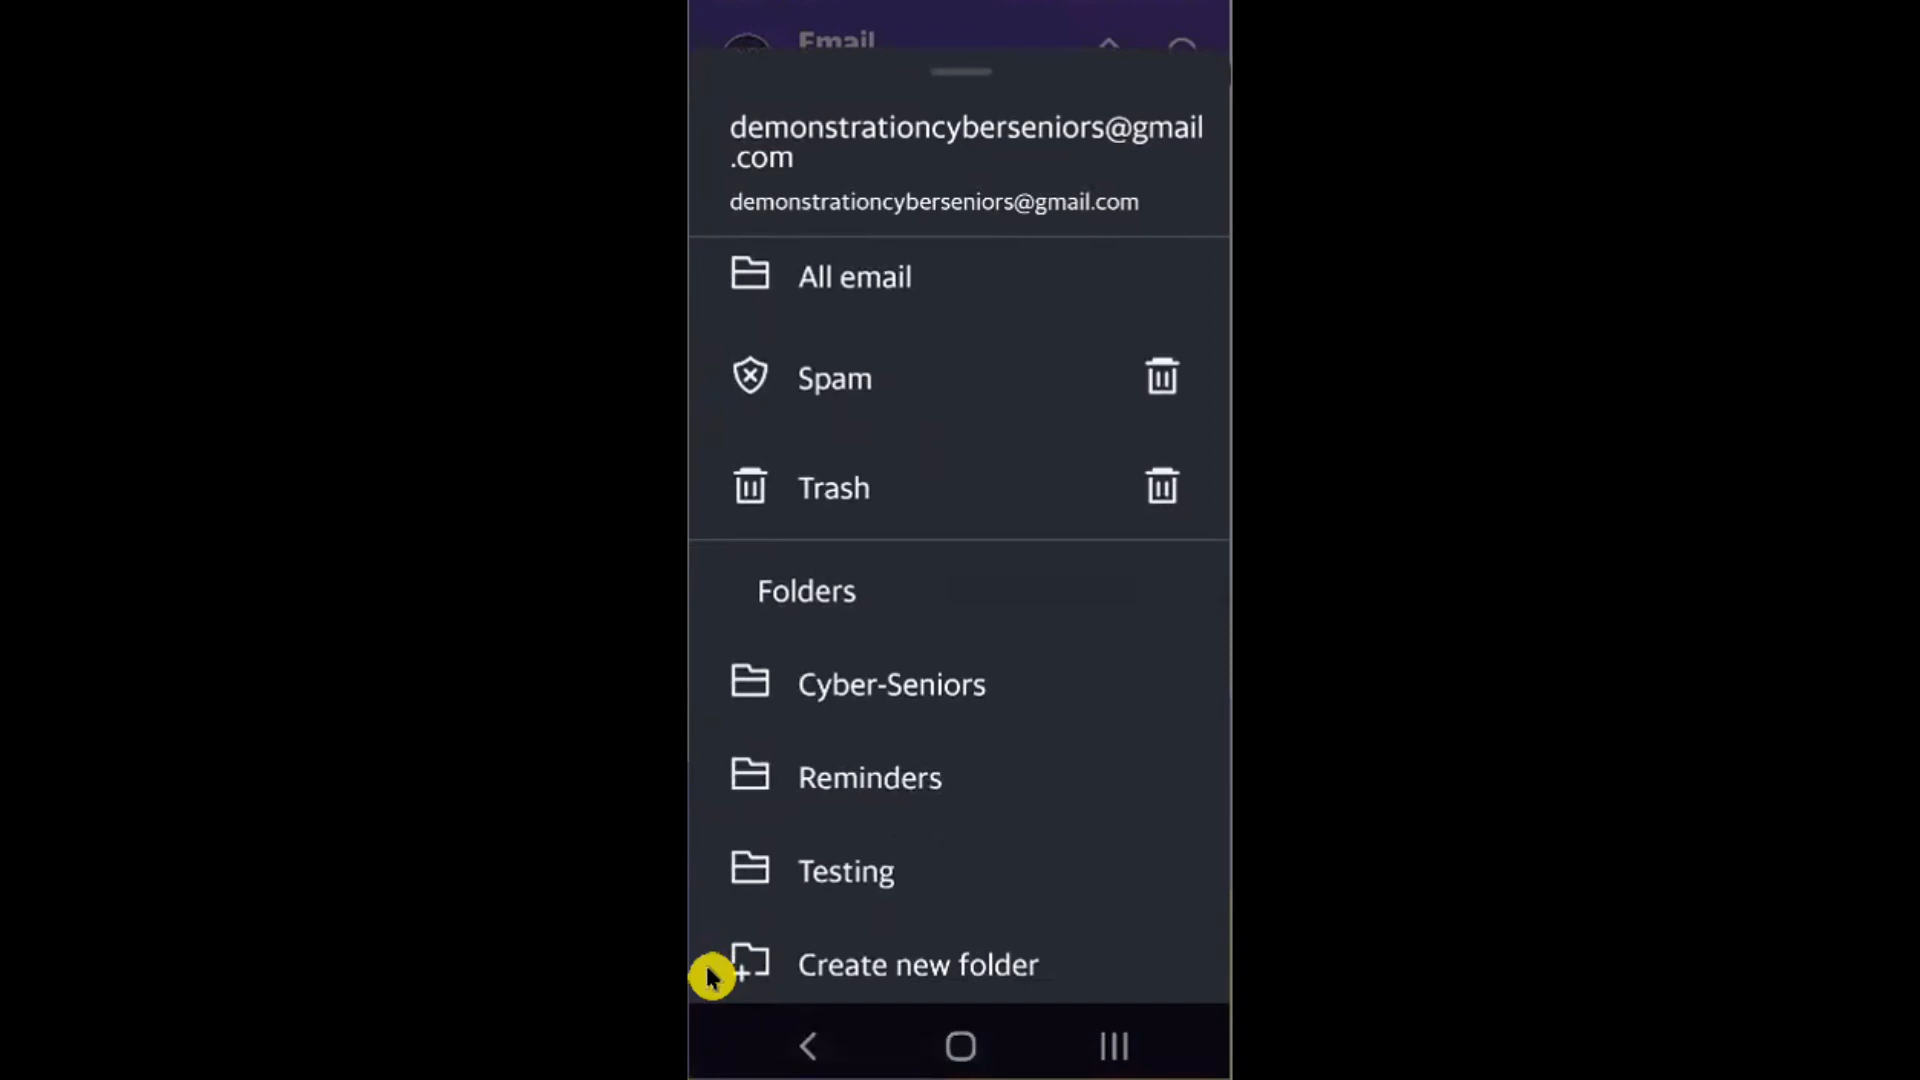 Email
demonstrationcyberseniors@gmail
.com
demonstrationcyberseniors@gmail.com
All email
Spam
Trash
Folders
Cyber-Seniors
Reminders
Testing
Create new folder